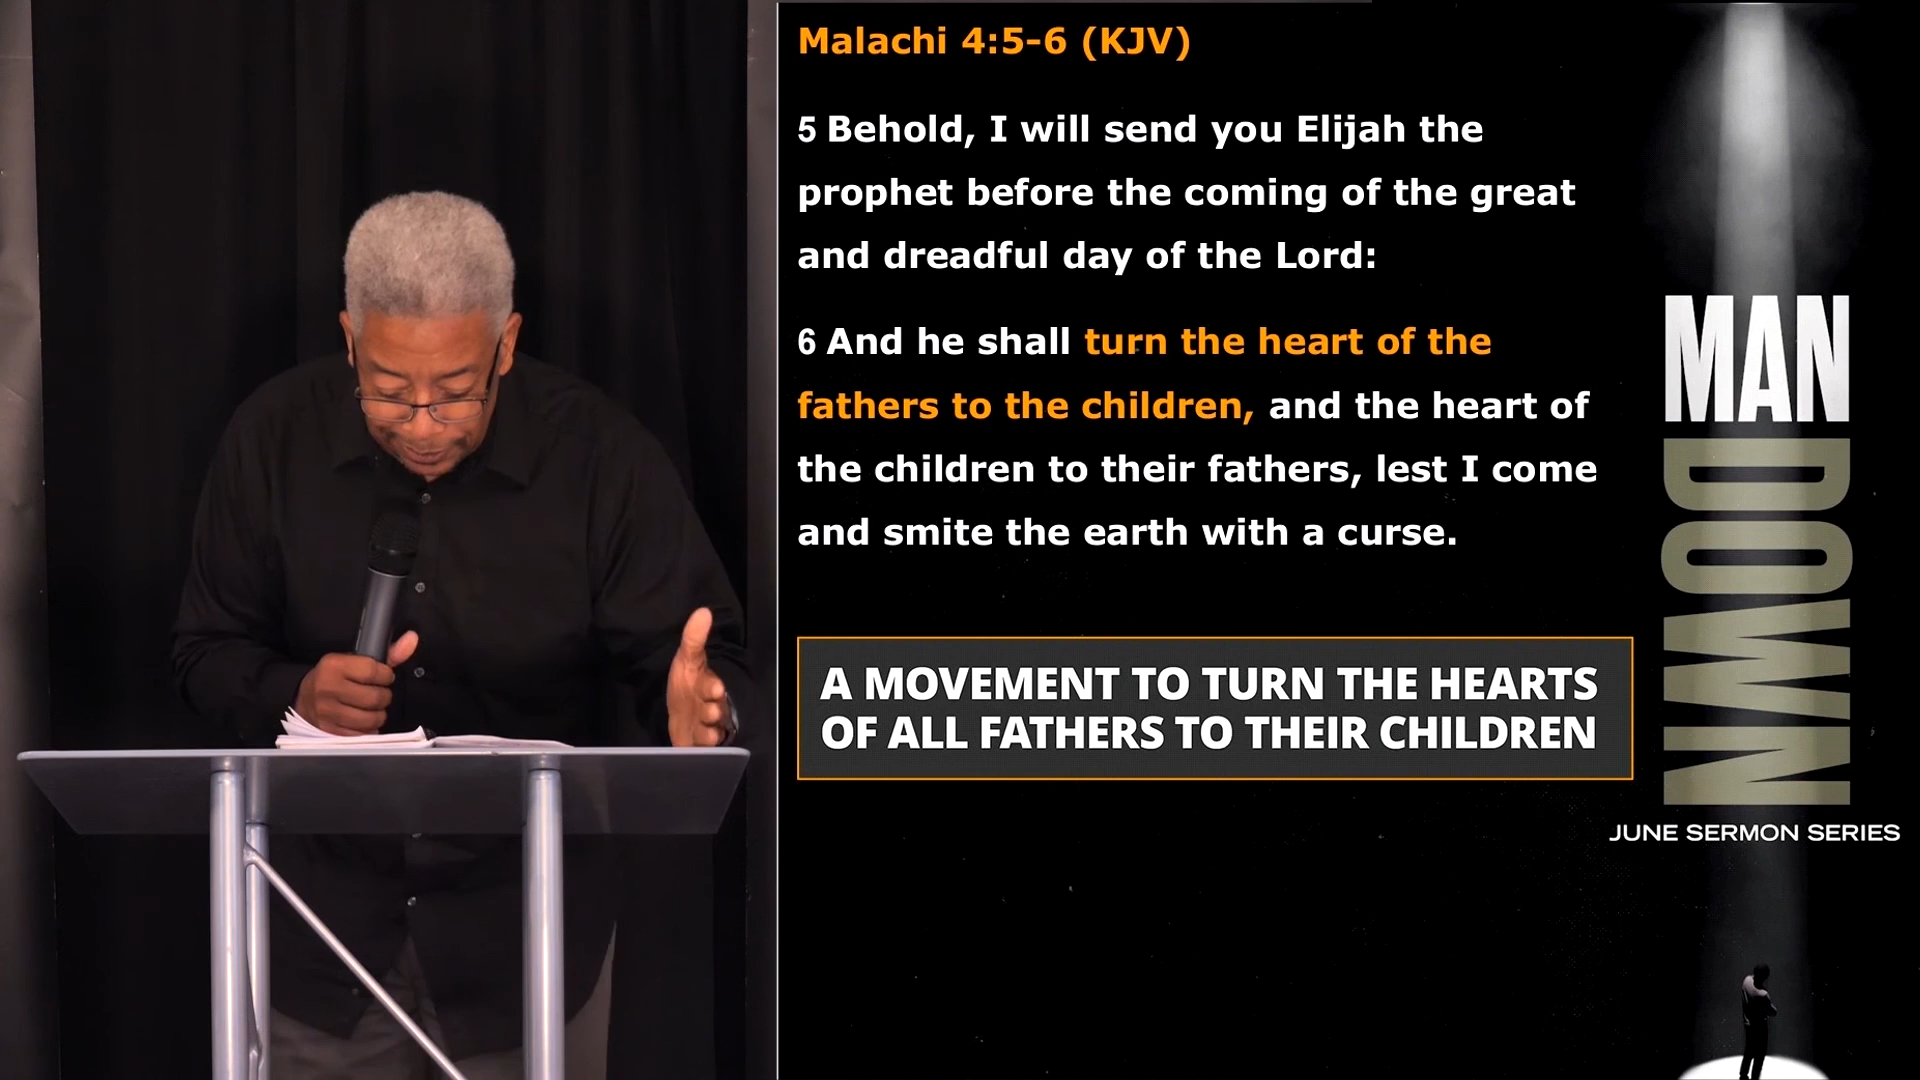 Malachi 4:5-6 (KJV)
5 Behold, I will send you Elijah the
prophet before the coming of the great
and dreadful day of the Lord:
6 And he shall turn the heart of the
fathers to the children, and the heart of
the children to their fathers, lest I come
and smite the earth with a curse.
A MOVEMENT TO TURN THE HEARTS
OF ALL FATHERS TO THEIR CHILDREN
MAN
DOWN
JUNE SERMON SERIES